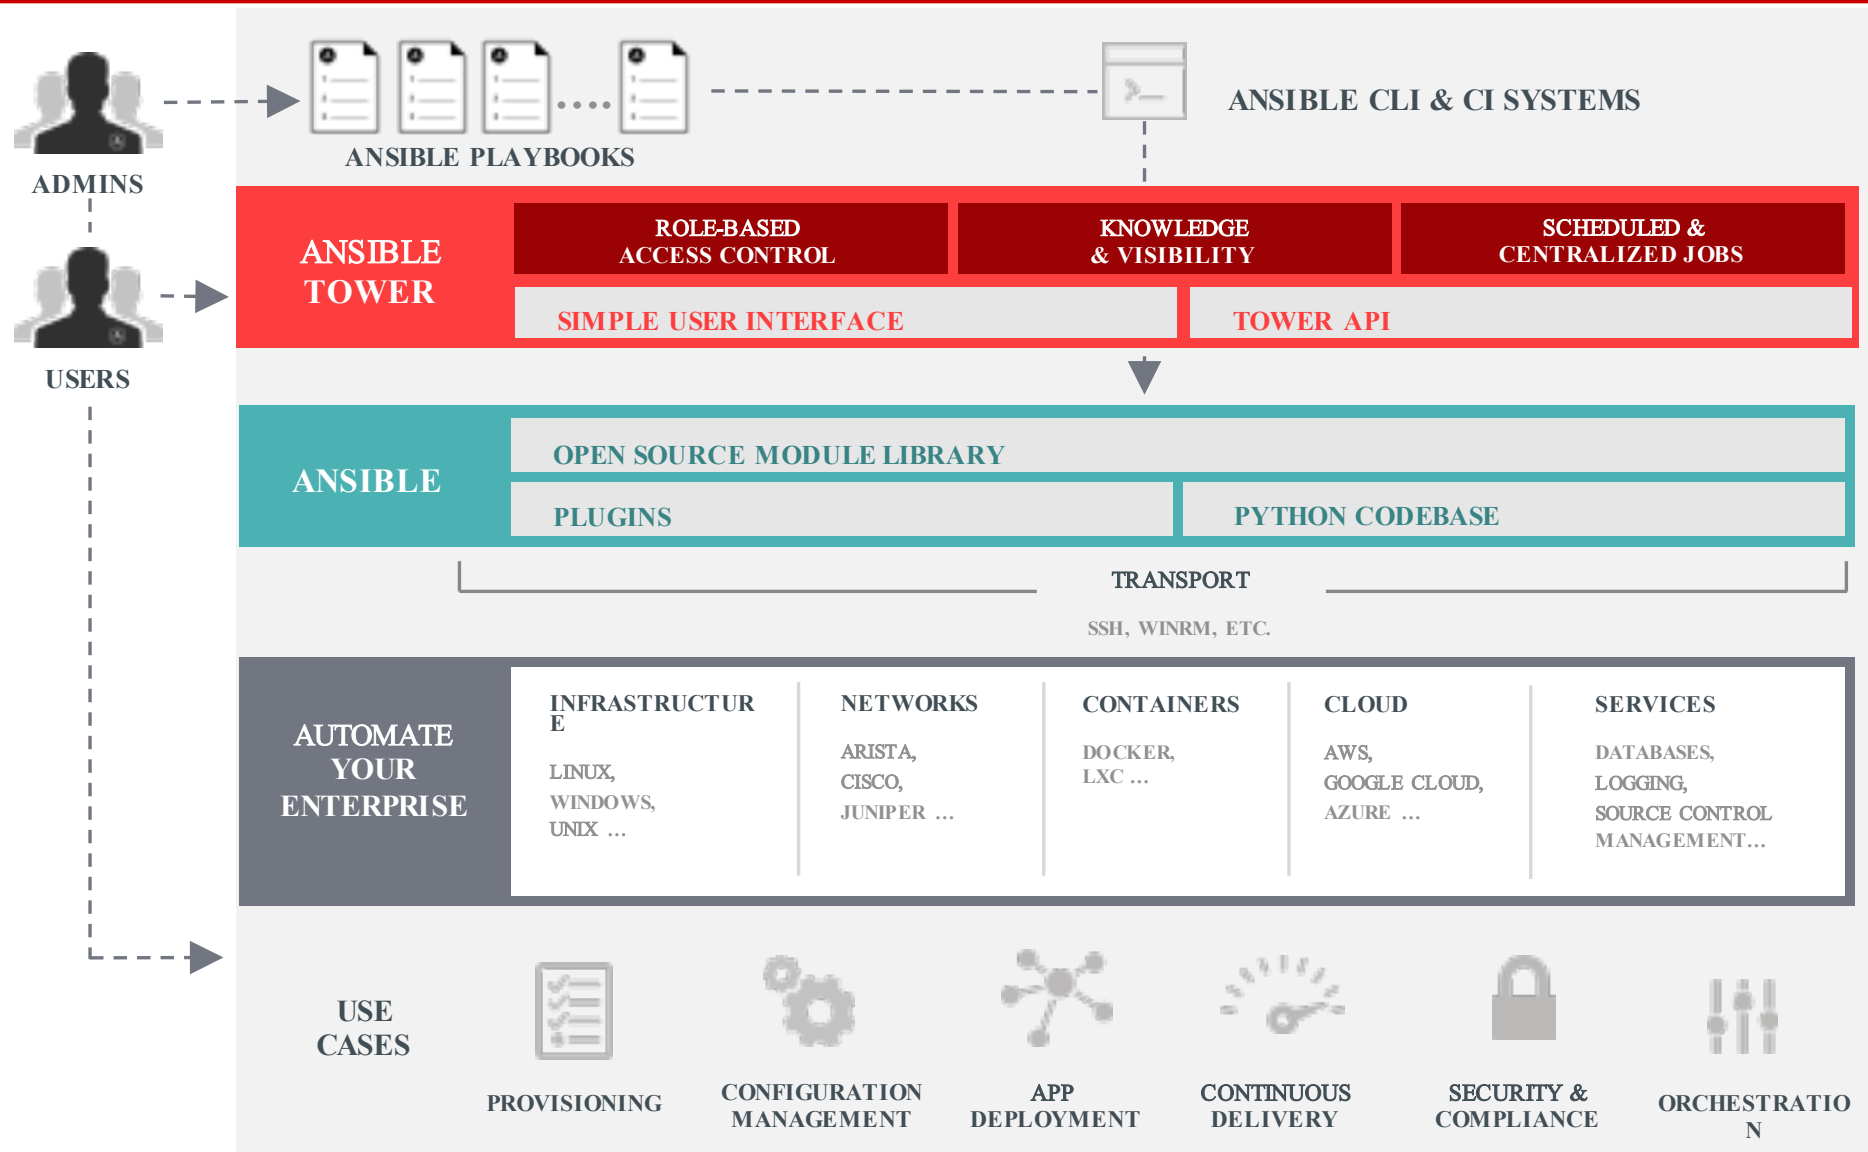 ADMINS
USERS
ANSIBLE PLAYBOOKS
ANSIBLE CLI & CI SYSTEMS
ANSIBLE
TOWER
ROLE-BASED
ACCESS CONTROL
KNOWLEDGE
& VISIBILITY
SCHEDULED &
CENTRALIZED JOBS
SIMPLE USER INTERFACE
TOWER API
ANSIBLE
OPEN SOURCE MODULE LIBRARY
PLUGINS
PYTHON CODEBASE
TRANSPORT
SSH, WINRM, ETC.
AUTOMATE
YOUR
ENTERPRISE
INFRASTRUCTUR
E
LINUX,
WINDOWS,
UNIX ...
NETWORKS
ARISTA,
CISCO,
JUNIPER ...
CONTAINERS
DOCKER,
LXC ...
CLOUD
AWS,
GOOGLE CLOUD,
AZURE ...
SERVICES
DATABASES,
LOGGING,
SOURCE CONTROL
MANAGEMENT...
USE
CASES
PROVISIONING
CONFIGURATION
MANAGEMENT
APP
DEPLOYMENT
CONTINUOUS
DELIVERY
SECURITY &
COMPLIANCE
ORCHESTRATIO
N